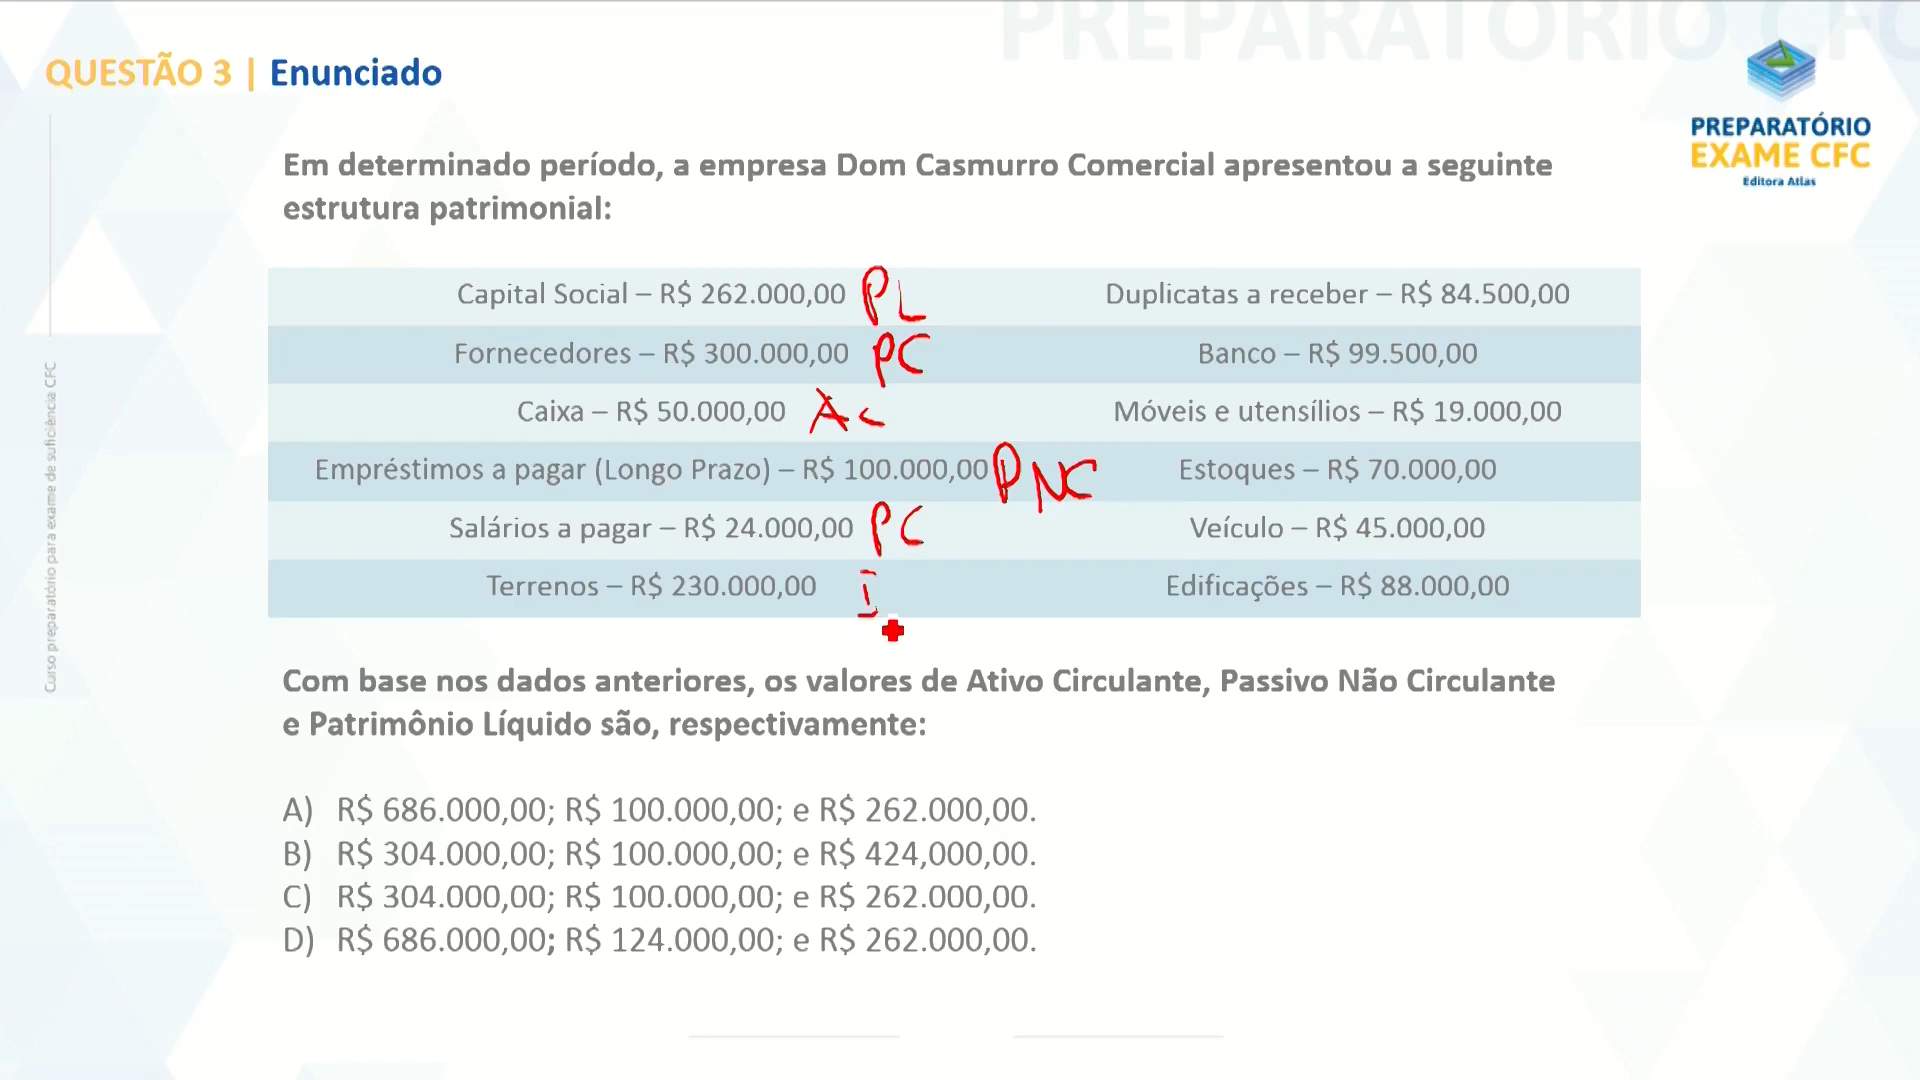 PREPARATÓRIO CFC
QUESTÃO 3 | Enunciado
PREPARATÓRIO
EXAME CFC
Editora Atlas
Curso preparatório para exame de suficiência CFC
Em determinado período, a empresa Dom Casmurro Comercial apresentou a seguinte
estrutura patrimonial:
Capital Social – R$ 262.000,00 PL Duplicatas a receber – R$ 84.500,00
Fornecedores – R$ 300.000,00 PC Banco – R$ 99.500,00
Caixa – R$ 50.000,00 AC Móveis e utensílios – R$ 19.000,00
Empréstimos a pagar (Longo Prazo) – R$ 100.000,00 PNC Estoques – R$ 70.000,00
Salários a pagar – R$ 24.000,00 PC Veículo – R$ 45.000,00
Terrenos – R$ 230.000,00 I Edificações – R$ 88.000,00
Com base nos dados anteriores, os valores de Ativo Circulante, Passivo Não Circulante
e Patrimônio Líquido são, respectivamente:
A) R$ 686.000,00; R$ 100.000,00; e R$ 262.000,00.
B) R$ 304.000,00; R$ 100.000,00; e R$ 424,000,00.
C) R$ 304.000,00; R$ 100.000,00; e R$ 262.000,00.
D) R$ 686.000,00; R$ 124.000,00; e R$ 262.000,00.